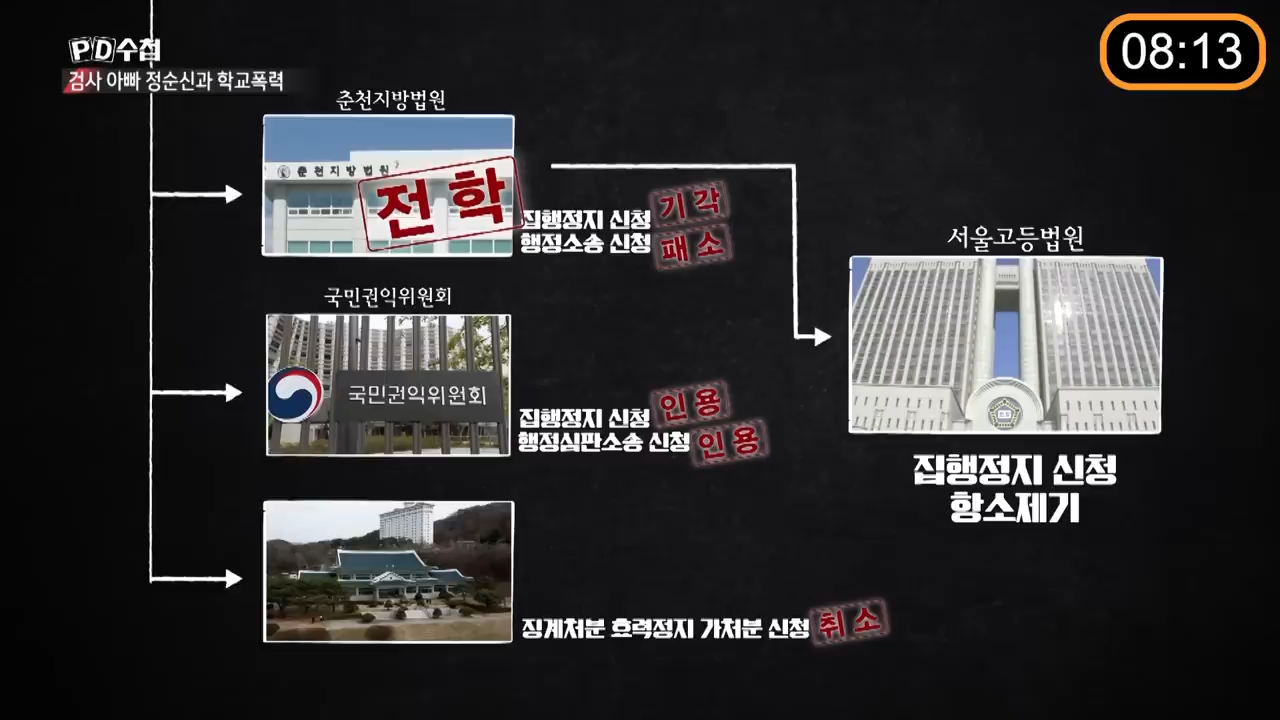 PD수첩
검사 아빠 정순신과 학교폭력
08:13
춘천지방법원
춘천지방법원
전학
집행정지 신청 기각
행정소송 신청 패소
국민권익위원회
국민권익위원회
집행정지 신청 인용
행정심판소송 신청 인용
징계처분 효력정지 가처분 신청 취소
서울고등법원
집행정지 신청
항소제기